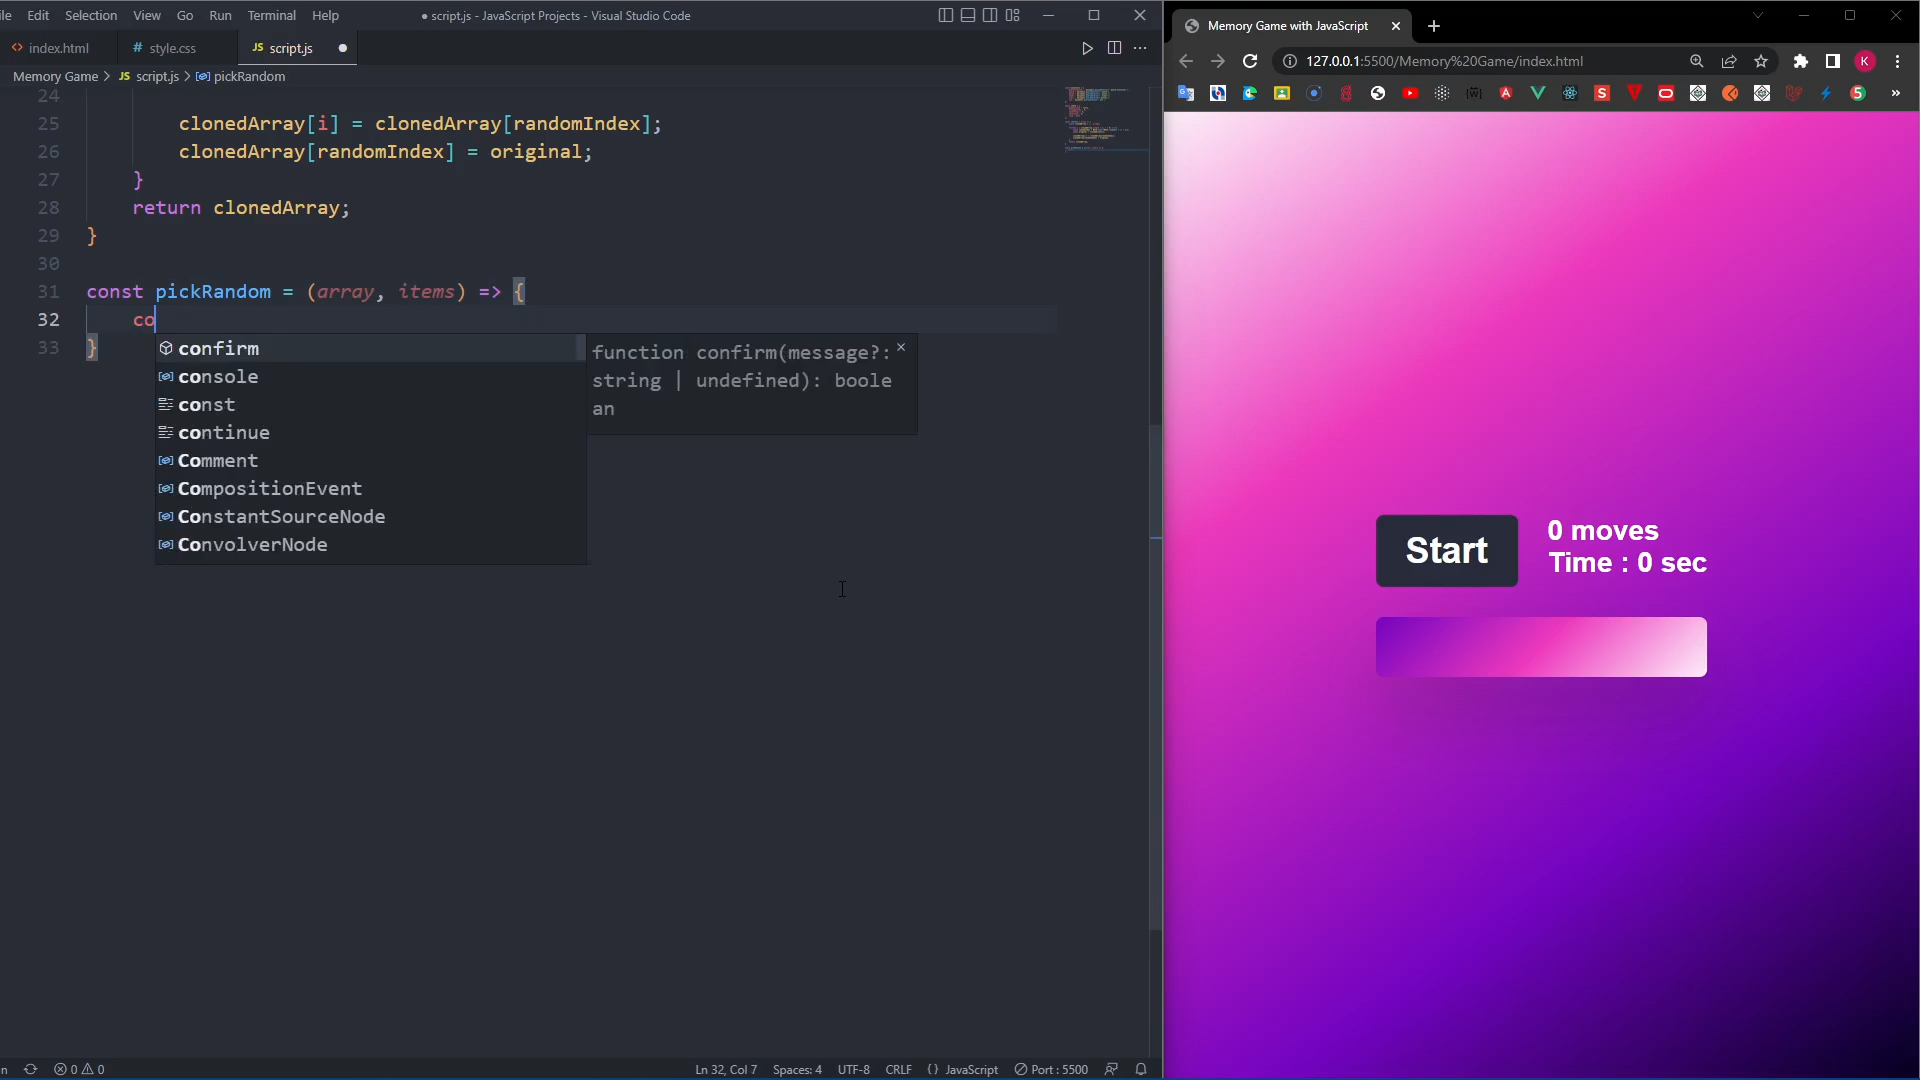 le Edit Selection View Go Run Terminal Help ● script.js - JavaScript Projects - Visual Studio Code
index.html # style.css JS script.js
Memory Game > JS script.js > pickRandom
24
25 clonedArray[i] = clonedArray[randomIndex];
26 clonedArray[randomIndex] = original;
27 }
28 return clonedArray;
29 }
30
31 const pickRandom = (array, items) => {
32 co
33 }
confirm
console
const
continue
Comment
CompositionEvent
ConstantSourceNode
ConvolverNode
function confirm(message?:
string | undefined): boole
an
n 0 0 Ln 32, Col 7 Spaces: 4 UTF-8 CRLF {} JavaScript Port : 5500
Memory Game with JavaScript
127.0.0.1:5500/Memory%20Game/index.html
K
Start
0 moves
Time : 0 sec